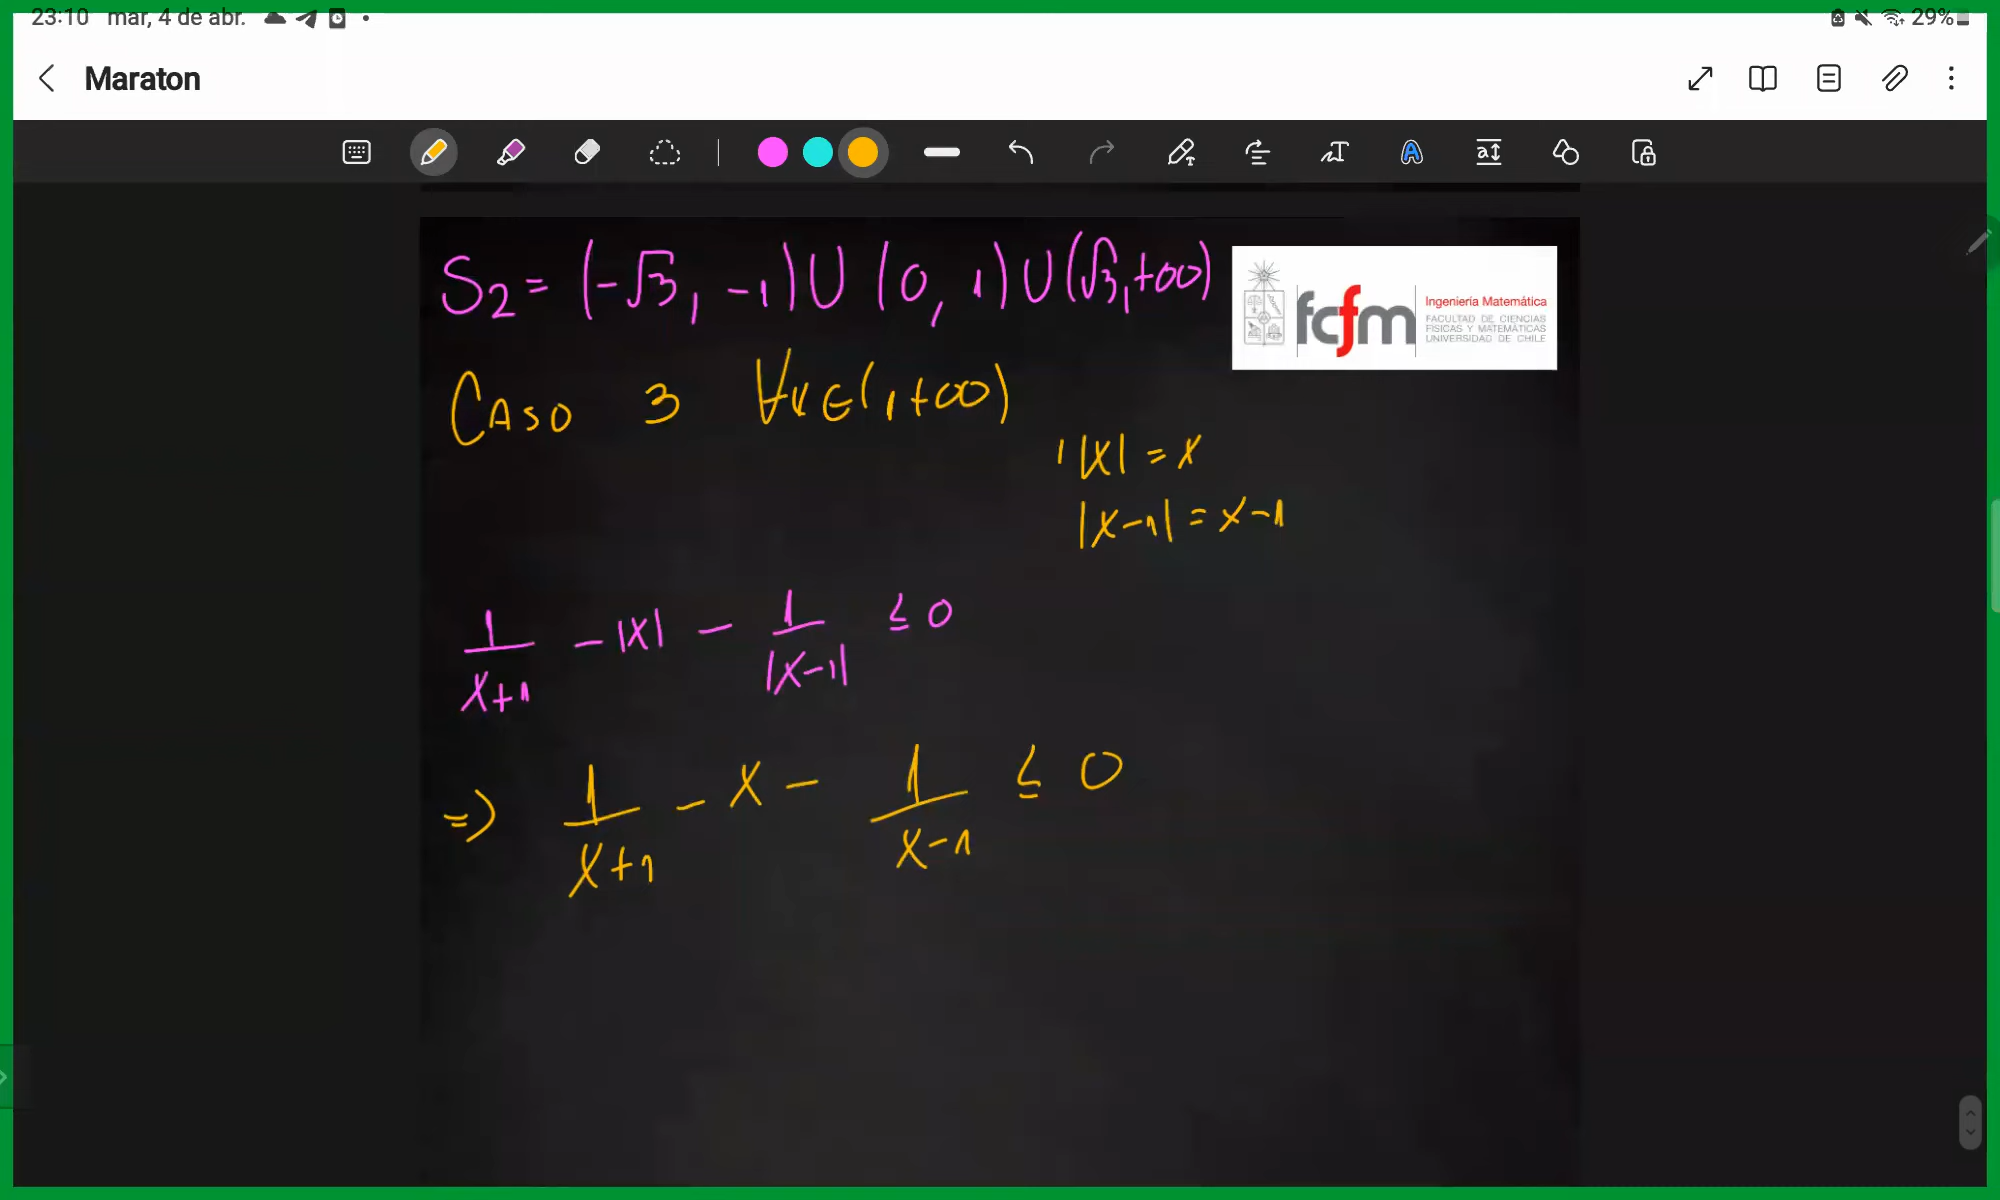 23:10 mar, 4 de abr. 29%
Maraton
S₂ = (-√3, -1) ∪ (0, 1) ∪ (√3, +∞)
fcfm
Ingeniería Matemática
FACULTAD DE CIENCIAS
FÍSICAS Y MATEMÁTICAS
UNIVERSIDAD DE CHILE
CASO 3 ∀x ∈ (1, +∞)
|x| = x
|x-1| = x-1
1/(x+1) - |x| - 1/|x-1| ≤ 0
=> 1/(x+1) - x - 1/(x-1) ≤ 0